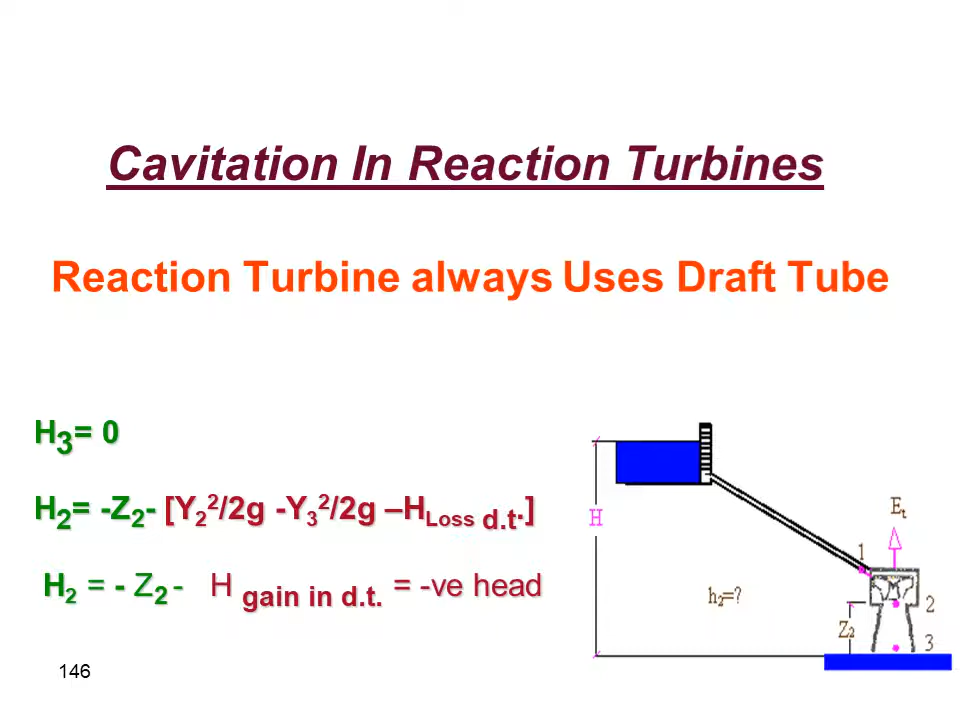 Cavitation In Reaction Turbines
Reaction Turbine always Uses Draft Tube
H₃= 0
H₂= -Z₂- [Y₂²/2g -Y₃²/2g –H_Loss d.t.]
H₂ = - Z₂ - H gain in d.t. = -ve head
H
Eₜ
1
h₂=?
2
Z₂
3
146